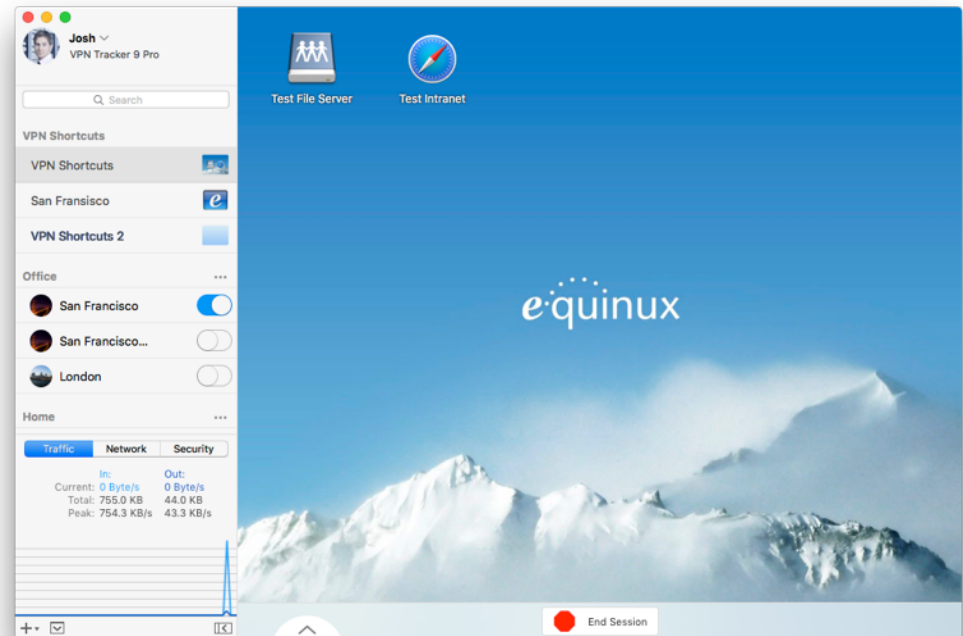 Josh
VPN Tracker 9 Pro
Search
VPN Shortcuts
VPN Shortcuts
San Fransisco
VPN Shortcuts 2
Office
San Francisco
San Francisco...
London
Home
Traffic Network Security
In: Out:
Current: 0 Byte/s 0 Byte/s
Total: 755.0 KB 44.0 KB
Peak: 754.3 KB/s 43.3 KB/s
Test File Server Test Intranet
e·quinux
End Session